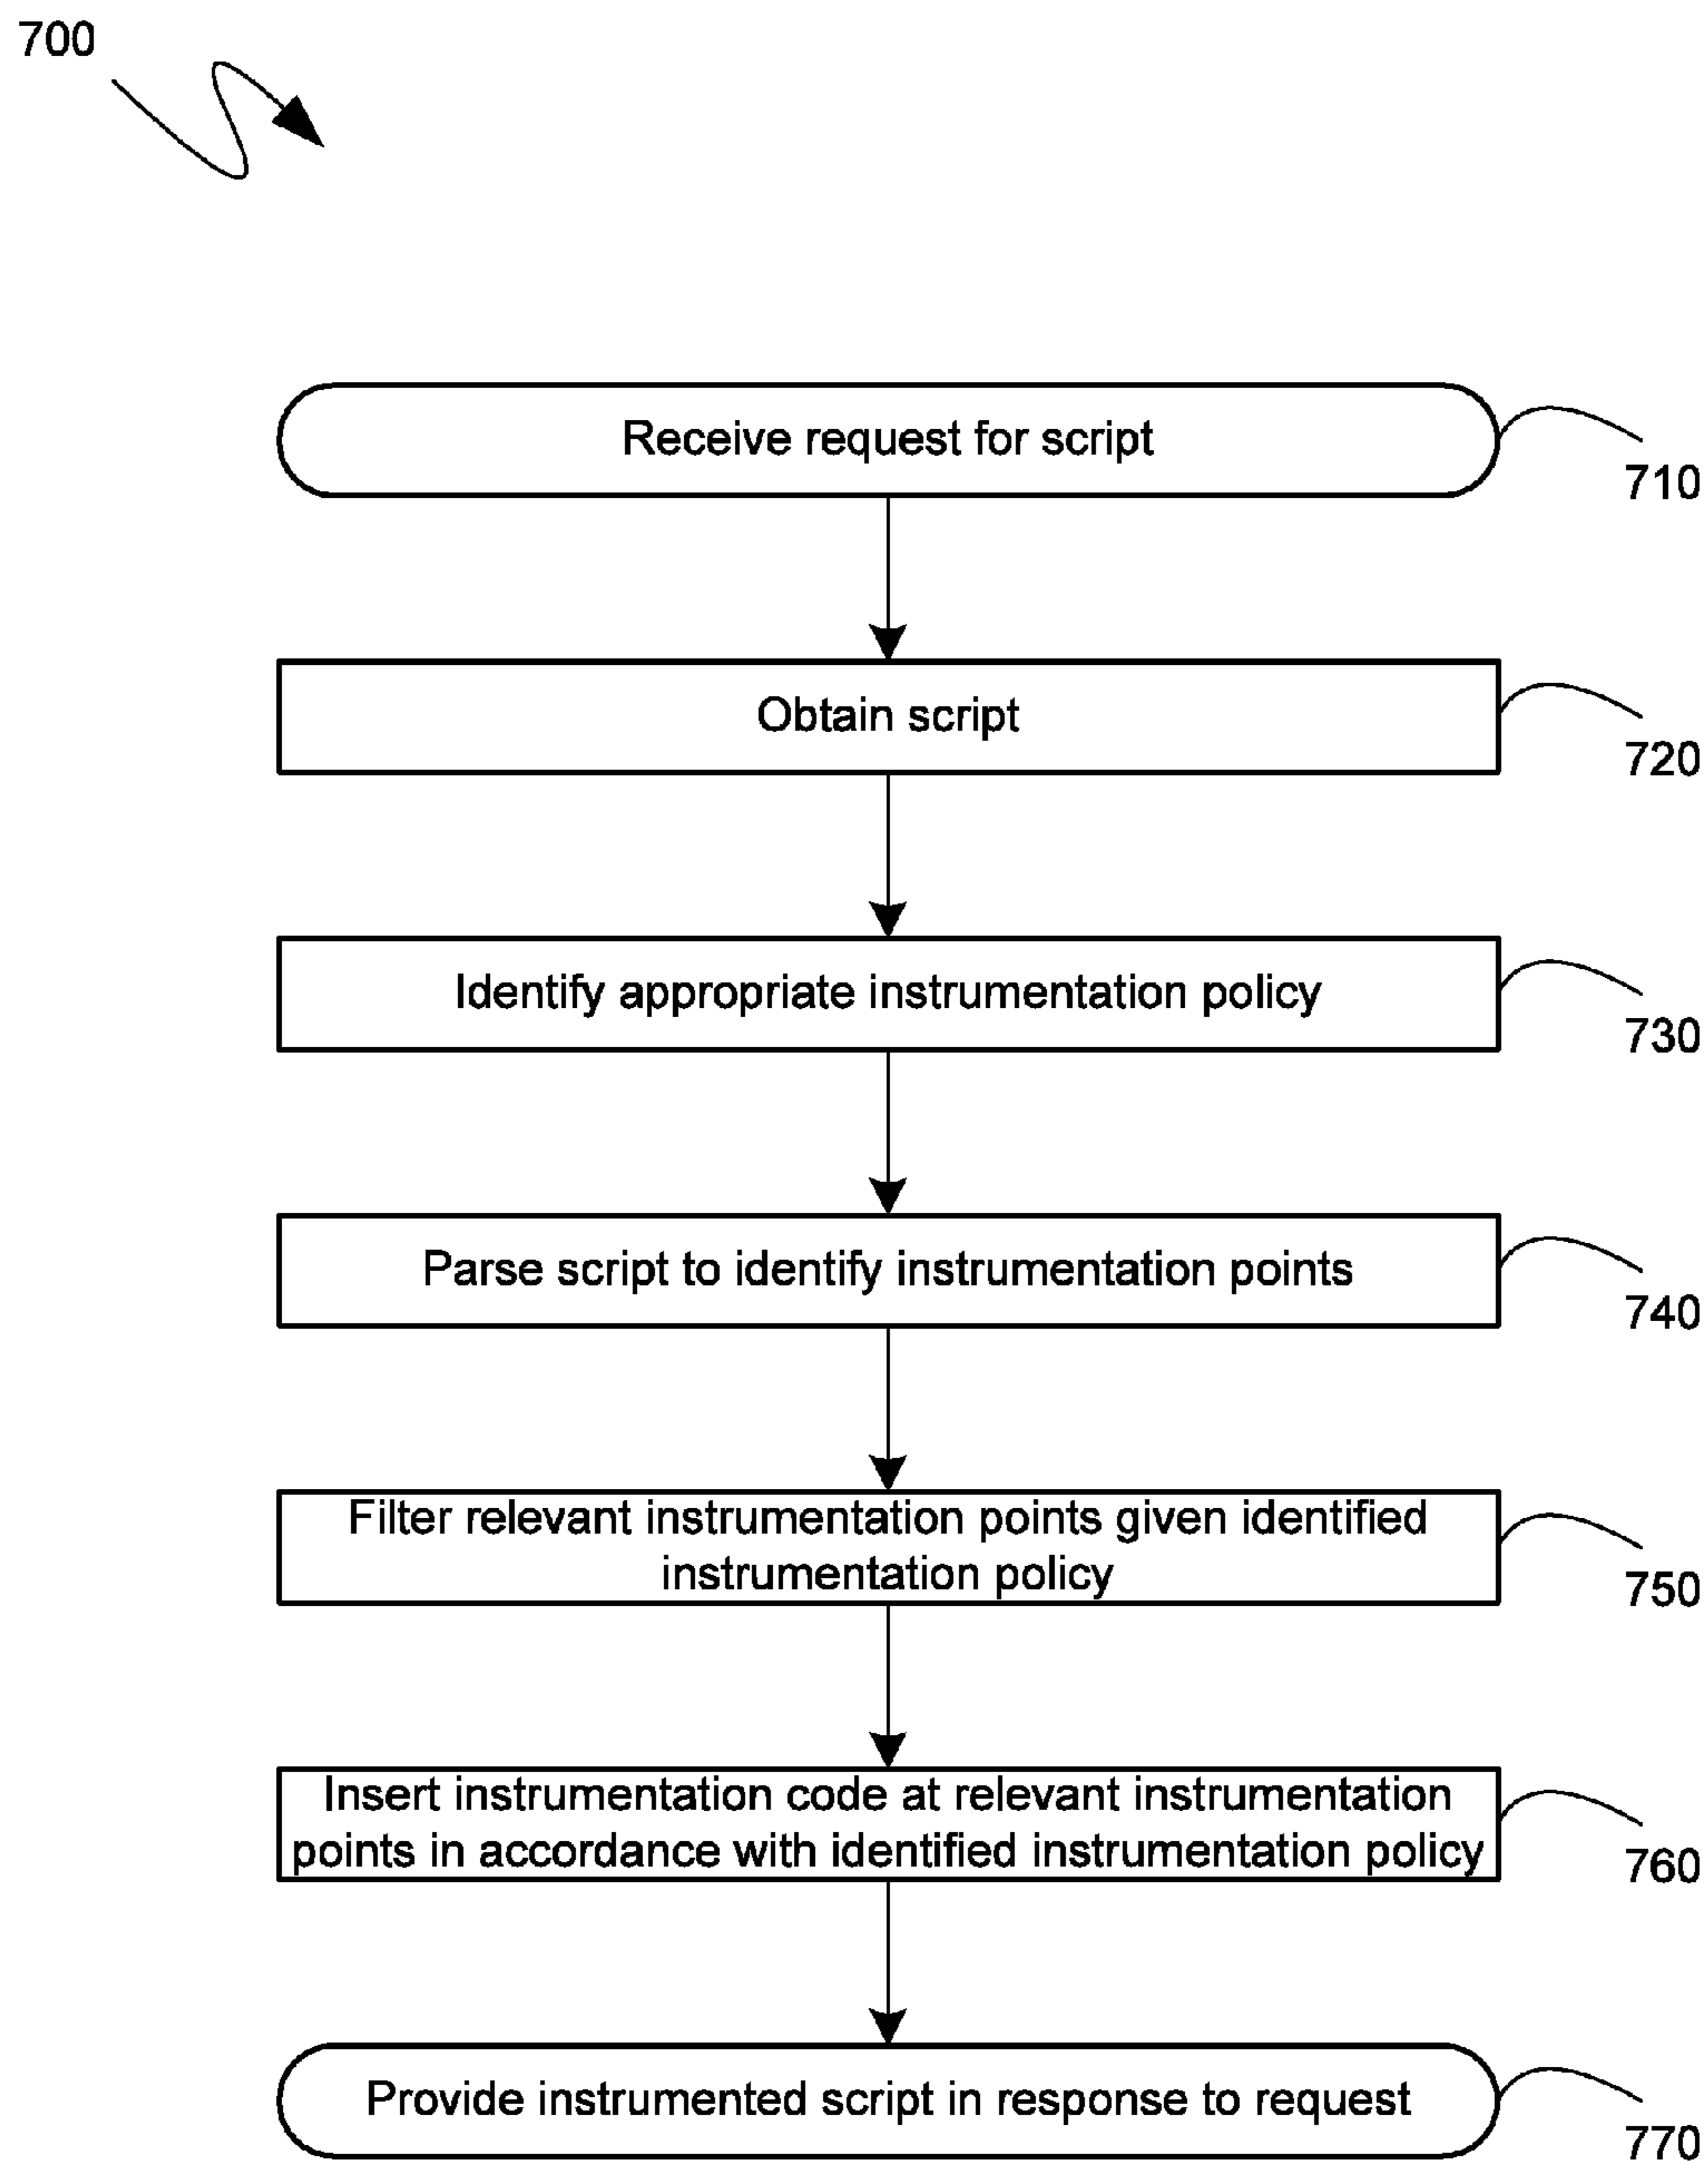 700
Receive request for script
710
Obtain script
720
Identify appropriate instrumentation policy
730
Parse script to identify instrumentation points
740
Filter relevant instrumentation points given identified
instrumentation policy
750
Insert instrumentation code at relevant instrumentation
points in accordance with identified instrumentation policy
760
Provide instrumented script in response to request
770